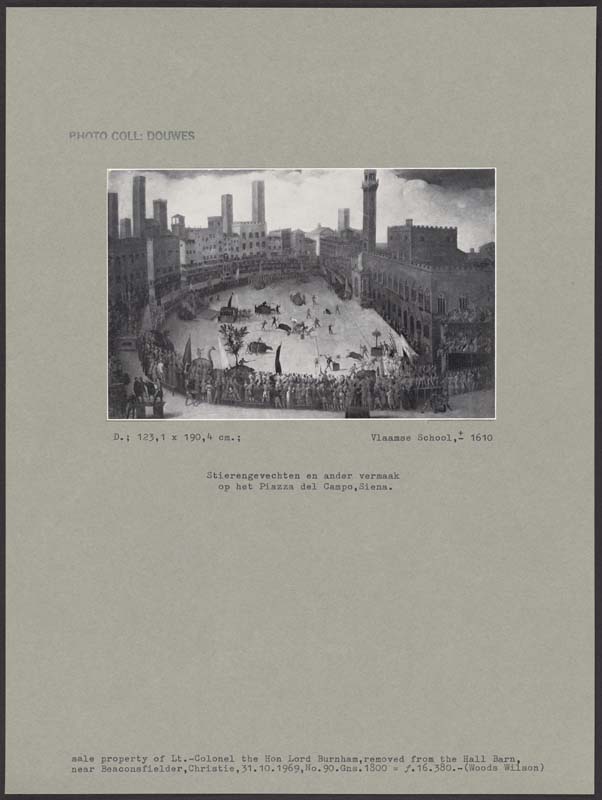 PHOTO COLL: DOUWES
D.; 123,1 x 190,4 cm.;
Vlaamse School,± 1610
Stierengevechten en ander vermaak
op het Piazza del Campo,Siena.
sale property of Lt.-Colonel the Hon Lord Burnham,removed from the Hall Barn,
near Beaconsfielder,Christie,31.10.1969,No.90.Gns.1800 = ƒ.16.380.-(Woods Wilson)